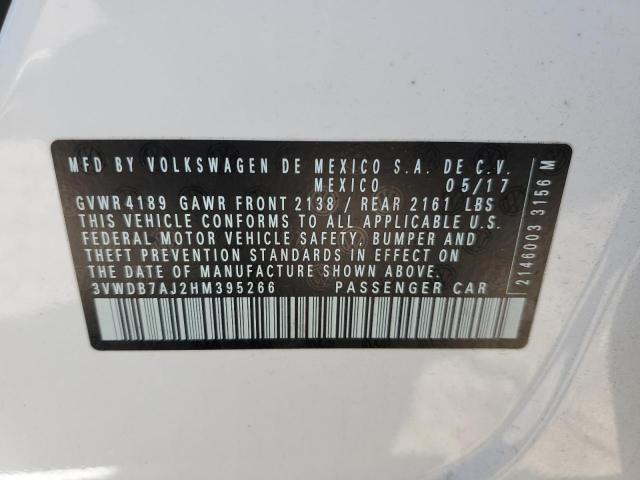 MFD BY VOLKSWAGEN DE MEXICO S.A. DE C.V.
MEXICO 05/17
GVWR 4189 GAWR FRONT 2138 / REAR 2161 LBS
THIS VEHICLE CONFORMS TO ALL APPLICABLE U.S.
FEDERAL MOTOR VEHICLE SAFETY, BUMPER AND
THEFT PREVENTION STANDARDS IN EFFECT ON
THE DATE OF MANUFACTURE SHOWN ABOVE.
3VWDB7AJ2HM395266 PASSENGER CAR
2146003 3156 M